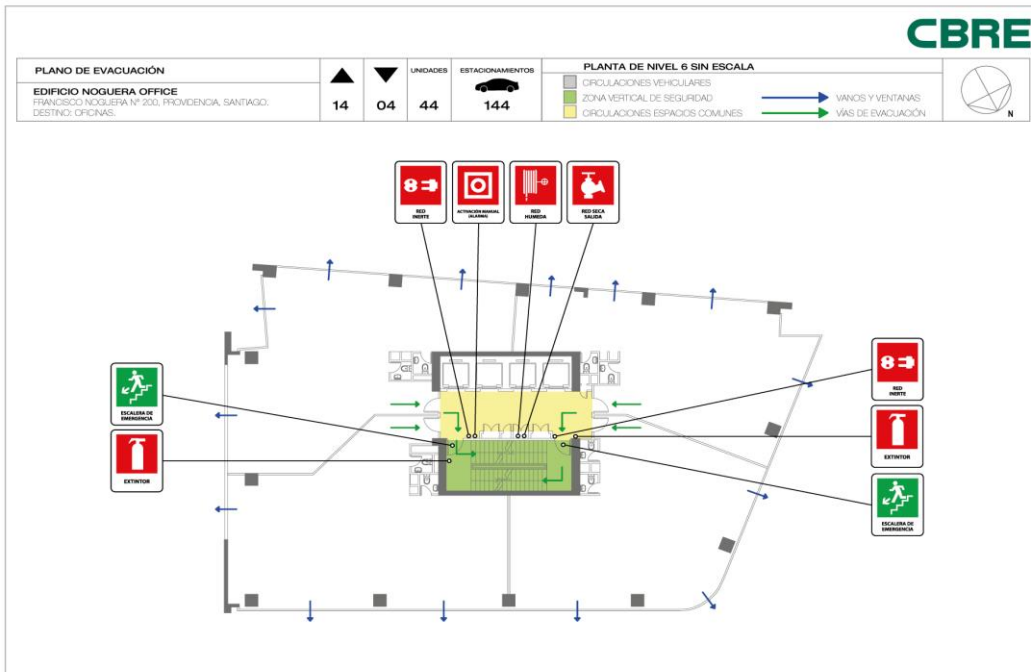 CBRE
PLANO DE EVACUACIÓN
EDIFICIO NOGUERA OFFICE
FRANCISCO NOGUERA Nº 200, PROVIDENCIA, SANTIAGO.
DESTINO: OFICINAS.
14
04
UNIDADES
44
ESTACIONAMIENTOS
144
PLANTA DE NIVEL 6 SIN ESCALA
CIRCULACIONES VEHICULARES
ZONA VERTICAL DE SEGURIDAD
CIRCULACIONES ESPACIOS COMUNES
VANOS Y VENTANAS
VÍAS DE EVACUACIÓN
N
RED
INERTE
ACTIVACIÓN MANUAL
(ALARMA)
RED
HUMEDA
RED SECA
SALIDA
ESCALERA DE
EMERGENCIA
EXTINTOR
RED
INERTE
EXTINTOR
ESCALERA DE
EMERGENCIA